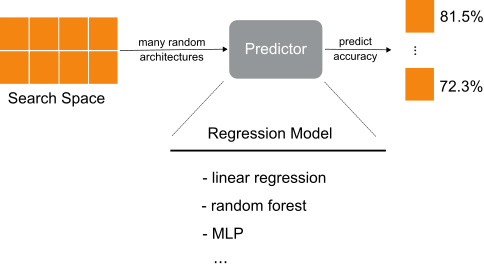 81.5%
many random
architectures
Predictor
predict
accuracy
...
72.3%
Search Space
Regression Model
- linear regression
- random forest
- MLP
...